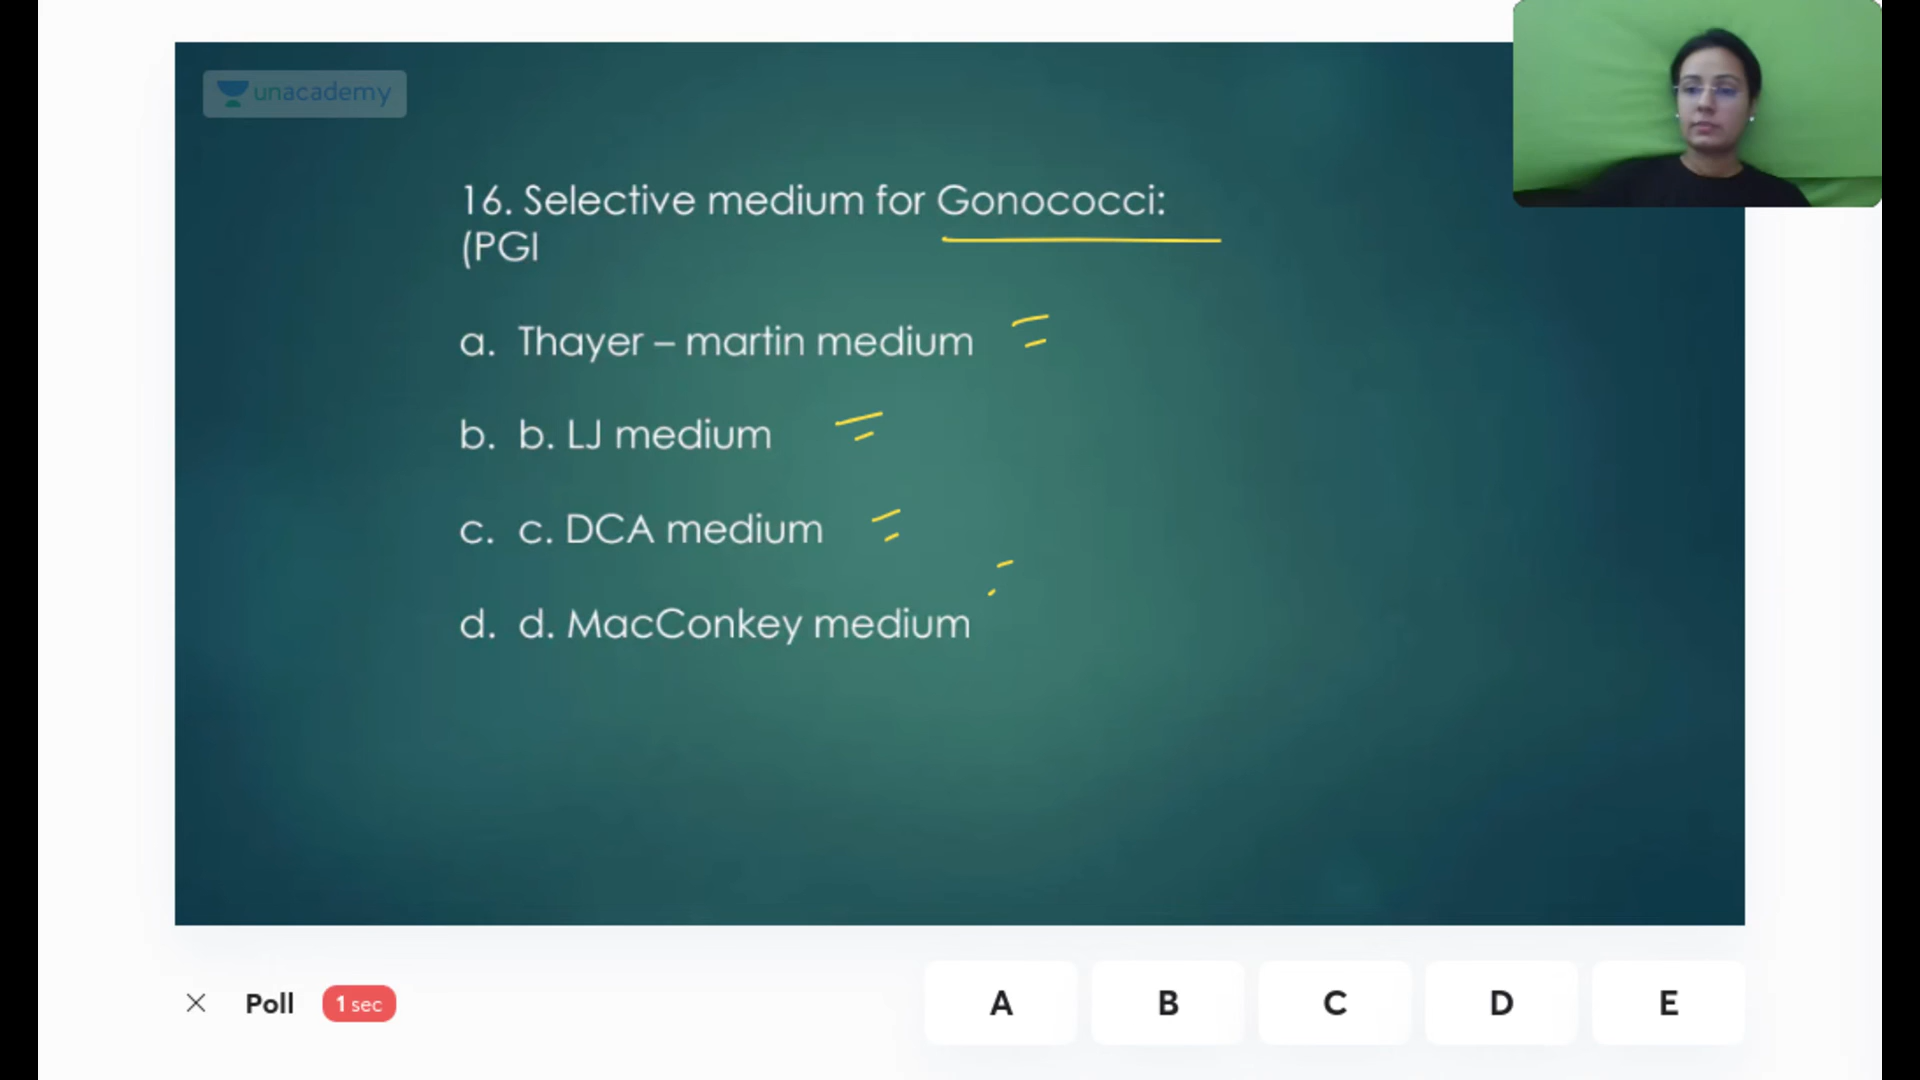 unacademy
16. Selective medium for Gonococci:
(PGI
a. Thayer – martin medium
b. b. LJ medium
c. c. DCA medium
d. d. MacConkey medium
Poll 1 sec A B C D E